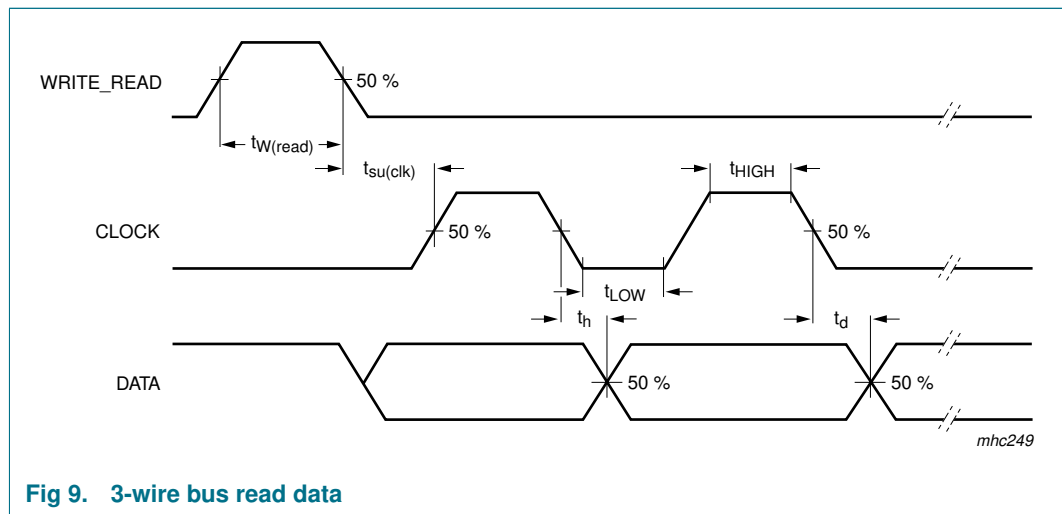 WRITE_READ
50 %
tW(read)
tsu(clk)
tHIGH
CLOCK
50 %
50 %
tLOW
th
td
DATA
50 %
50 %
mhc249
Fig 9. 3-wire bus read data